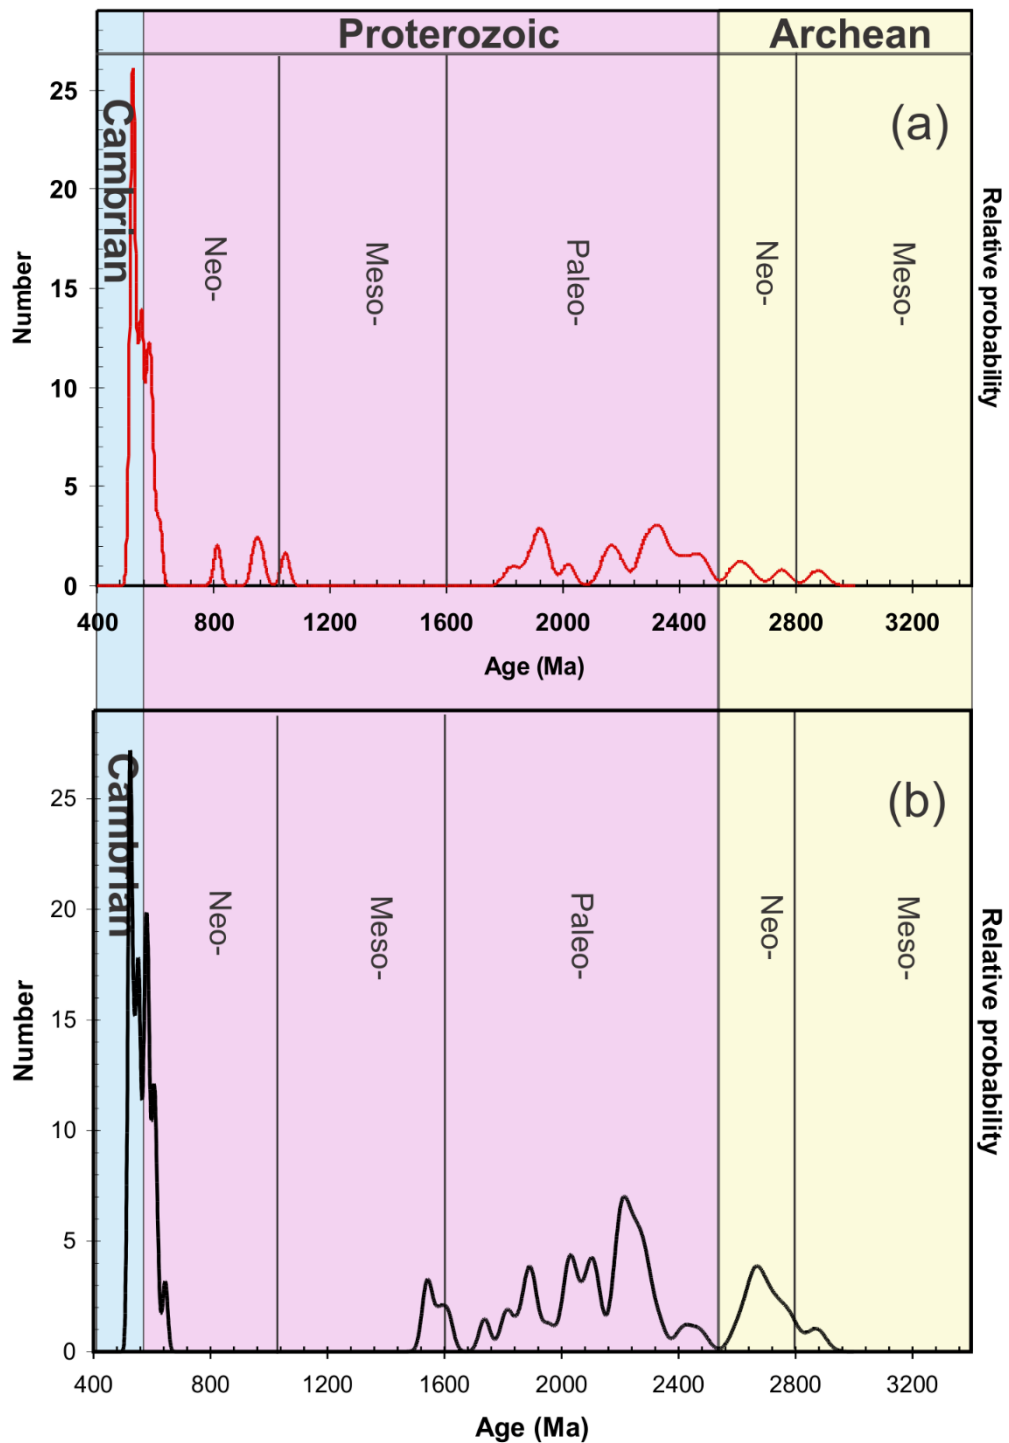 Proterozoic
Archean
25
20
15
10
5
0
Number
Cambrian
Neo-
Meso-
Paleo-
Neo-
Meso-
(a)
Relative probability
400 800 1200 1600 2000 2400 2800 3200
Age (Ma)
25
20
15
10
5
0
Number
Cambrian
Neo-
Meso-
Paleo-
Neo-
Meso-
(b)
Relative probability
400 800 1200 1600 2000 2400 2800 3200
Age (Ma)